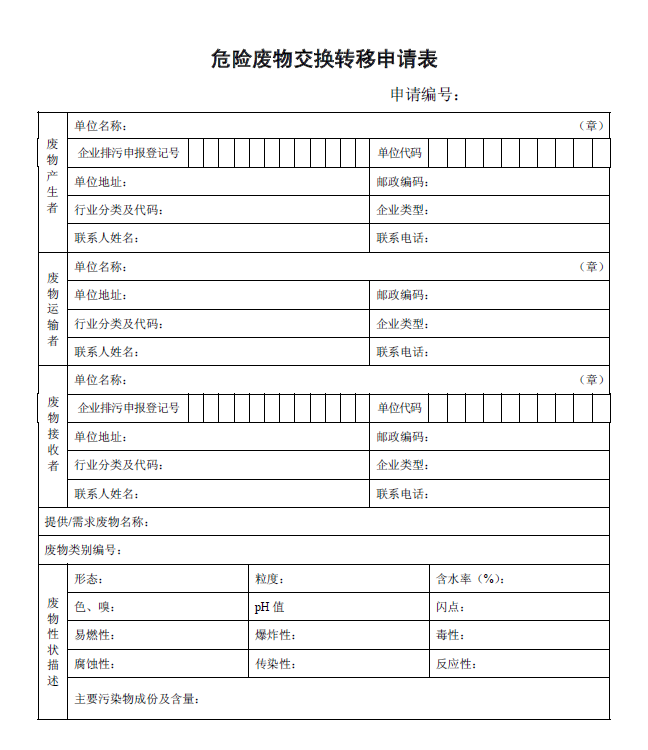 危险废物交换转移申请表
申请编号：
废物产生者
单位名称： （章）
企业排污申报登记号 单位代码
单位地址： 邮政编码：
行业分类及代码： 企业类型：
联系人姓名： 联系电话：
废物运输者
单位名称： （章）
单位地址： 邮政编码：
行业分类及代码： 企业类型：
联系人姓名： 联系电话：
废物接收者
单位名称： （章）
企业排污申报登记号 单位代码
单位地址： 邮政编码：
行业分类及代码： 企业类型：
联系人姓名： 联系电话：
提供/需求废物名称：
废物类别编号：
废物性状描述
形态： 粒度： 含水率（%）：
色、嗅： pH 值 闪点：
易燃性： 爆炸性： 毒性：
腐蚀性： 传染性： 反应性：
主要污染物成份及含量：